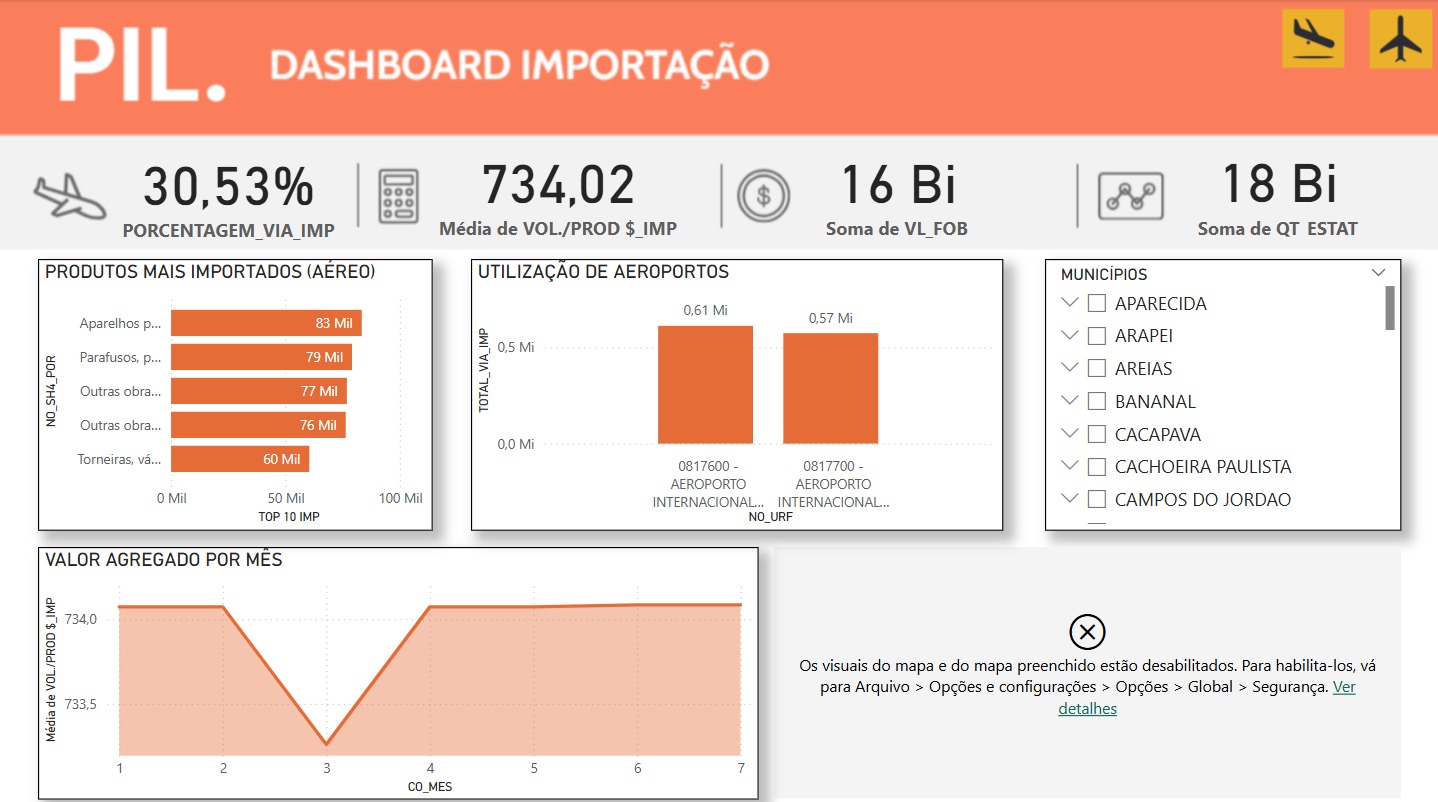 PIL.
DASHBOARD IMPORTAÇÃO
30,53%
PORCENTAGEM_VIA_IMP
734,02
Média de VOL./PROD $_IMP
$
16 Bi
Soma de VL_FOB
18 Bi
Soma de QT_ESTAT
PRODUTOS MAIS IMPORTADOS (AÉREO)
NO_SH4_POR
Aparelhos p... 83 Mil
Parafusos, p... 79 Mil
Outras obra... 77 Mil
Outras obra... 76 Mil
Torneiras, vá... 60 Mil
0 Mil 50 Mil 100 Mil
TOP 10 IMP
UTILIZAÇÃO DE AEROPORTOS
TOTAL_VIA_IMP
0,61 Mi 0,57 Mi
0,5 Mi
0,0 Mi
0817600 -
AEROPORTO
INTERNACIONAL...
0817700 -
AEROPORTO
INTERNACIONAL...
NO_URF
MUNICÍPIOS
APARECIDA
ARAPEI
AREIAS
BANANAL
CACAPAVA
CACHOEIRA PAULISTA
CAMPOS DO JORDAO
VALOR AGREGADO POR MÊS
Média de VOL./PROD $_IMP
734,0
733,5
1 2 3 4 5 6 7
CO_MES
Os visuais do mapa e do mapa preenchido estão desabilitados. Para habilita-los, vá
para Arquivo > Opções e configurações > Opções > Global > Segurança. Ver
detalhes